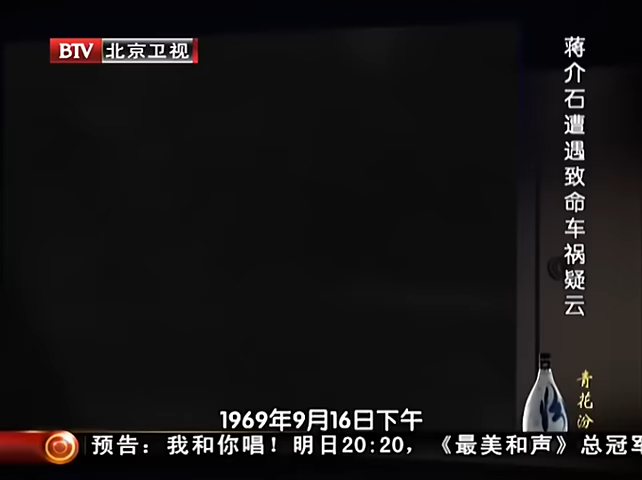 BTV 北京卫视
蒋介石遭遇致命车祸疑云
青花汾
1969年9月16日下午
预告：我和你唱！明日20:20，《最美和声》总冠军